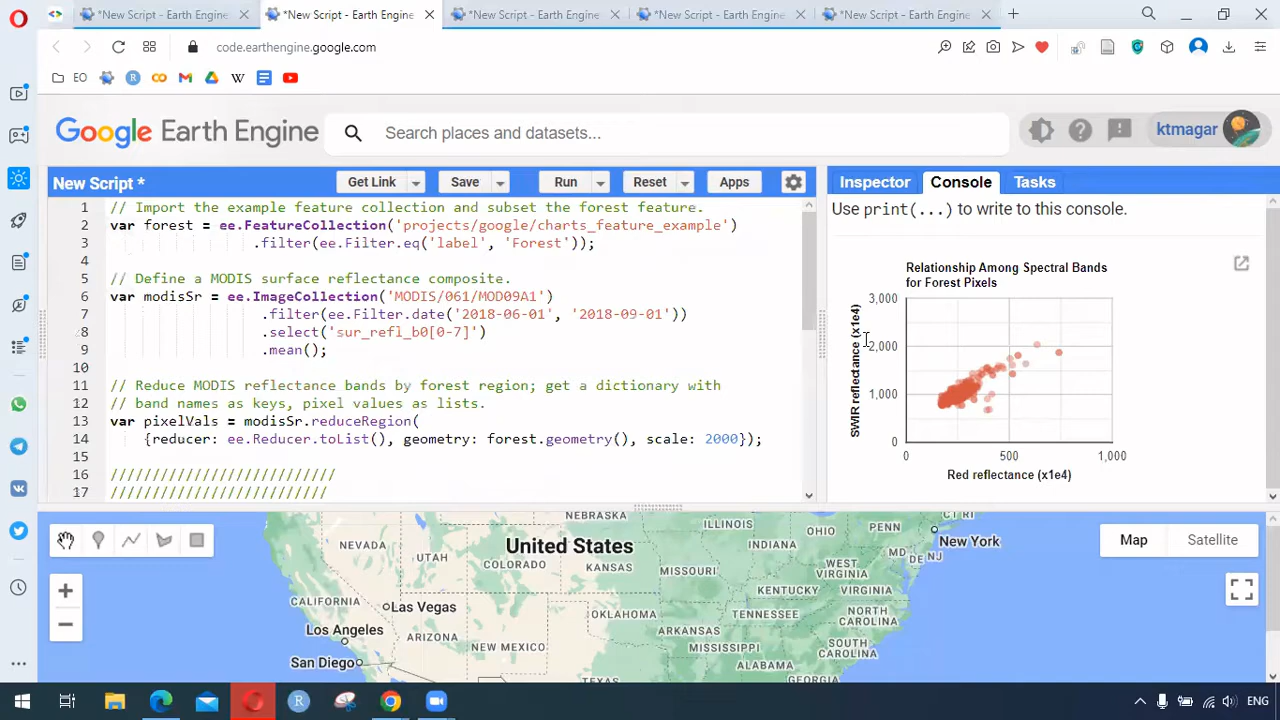 *New Script - Earth Engine
*New Script - Earth Engine
*New Script - Earth Engine
*New Script - Earth Engine
*New Script - Earth Engine
code.earthengine.google.com
EO
Google Earth Engine
Search places and datasets...
ktmagar
New Script *
Get Link
Save
Run
Reset
Apps
Inspector
Console
Tasks
1 // Import the example feature collection and subset the forest feature.
2 var forest = ee.FeatureCollection('projects/google/charts_feature_example')
3 .filter(ee.Filter.eq('label', 'Forest'));
4
5 // Define a MODIS surface reflectance composite.
6 var modisSr = ee.ImageCollection('MODIS/061/MOD09A1')
7 .filter(ee.Filter.date('2018-06-01', '2018-09-01'))
8 .select('sur_refl_b0[0-7]')
9 .mean();
10
11 // Reduce MODIS reflectance bands by forest region; get a dictionary with
12 // band names as keys, pixel values as lists.
13 var pixelVals = modisSr.reduceRegion(
14 {reducer: ee.Reducer.toList(), geometry: forest.geometry(), scale: 2000});
15
16 ///////////////////////////
17 //////////////////////////
Use print(...) to write to this console.
Relationship Among Spectral Bands
for Forest Pixels
SWIR reflectance (x1e4)
3,000
2,000
1,000
0
0
500
1,000
Red reflectance (x1e4)
NEBRASKA
ILLINOIS
OHIO
PENN
CT RI
New York
NEVADA
United States
INDIANA
MD
DE
NJ
UTAH
COLORADO
KANSAS
MISSOURI
WEST
VIRGINIA
KENTUCKY
VIRGINIA
CALIFORNIA
Las Vegas
OKLAHOMA
TENNESSEE
NORTH
CAROLINA
Los Angeles
ARIZONA
NEW MEXICO
ARKANSAS
MISSISSIPPI
SOUTH
CAROLINA
San Diego
ALABAMA
TEXAS
GEORGIA
Map
Satellite
ENG